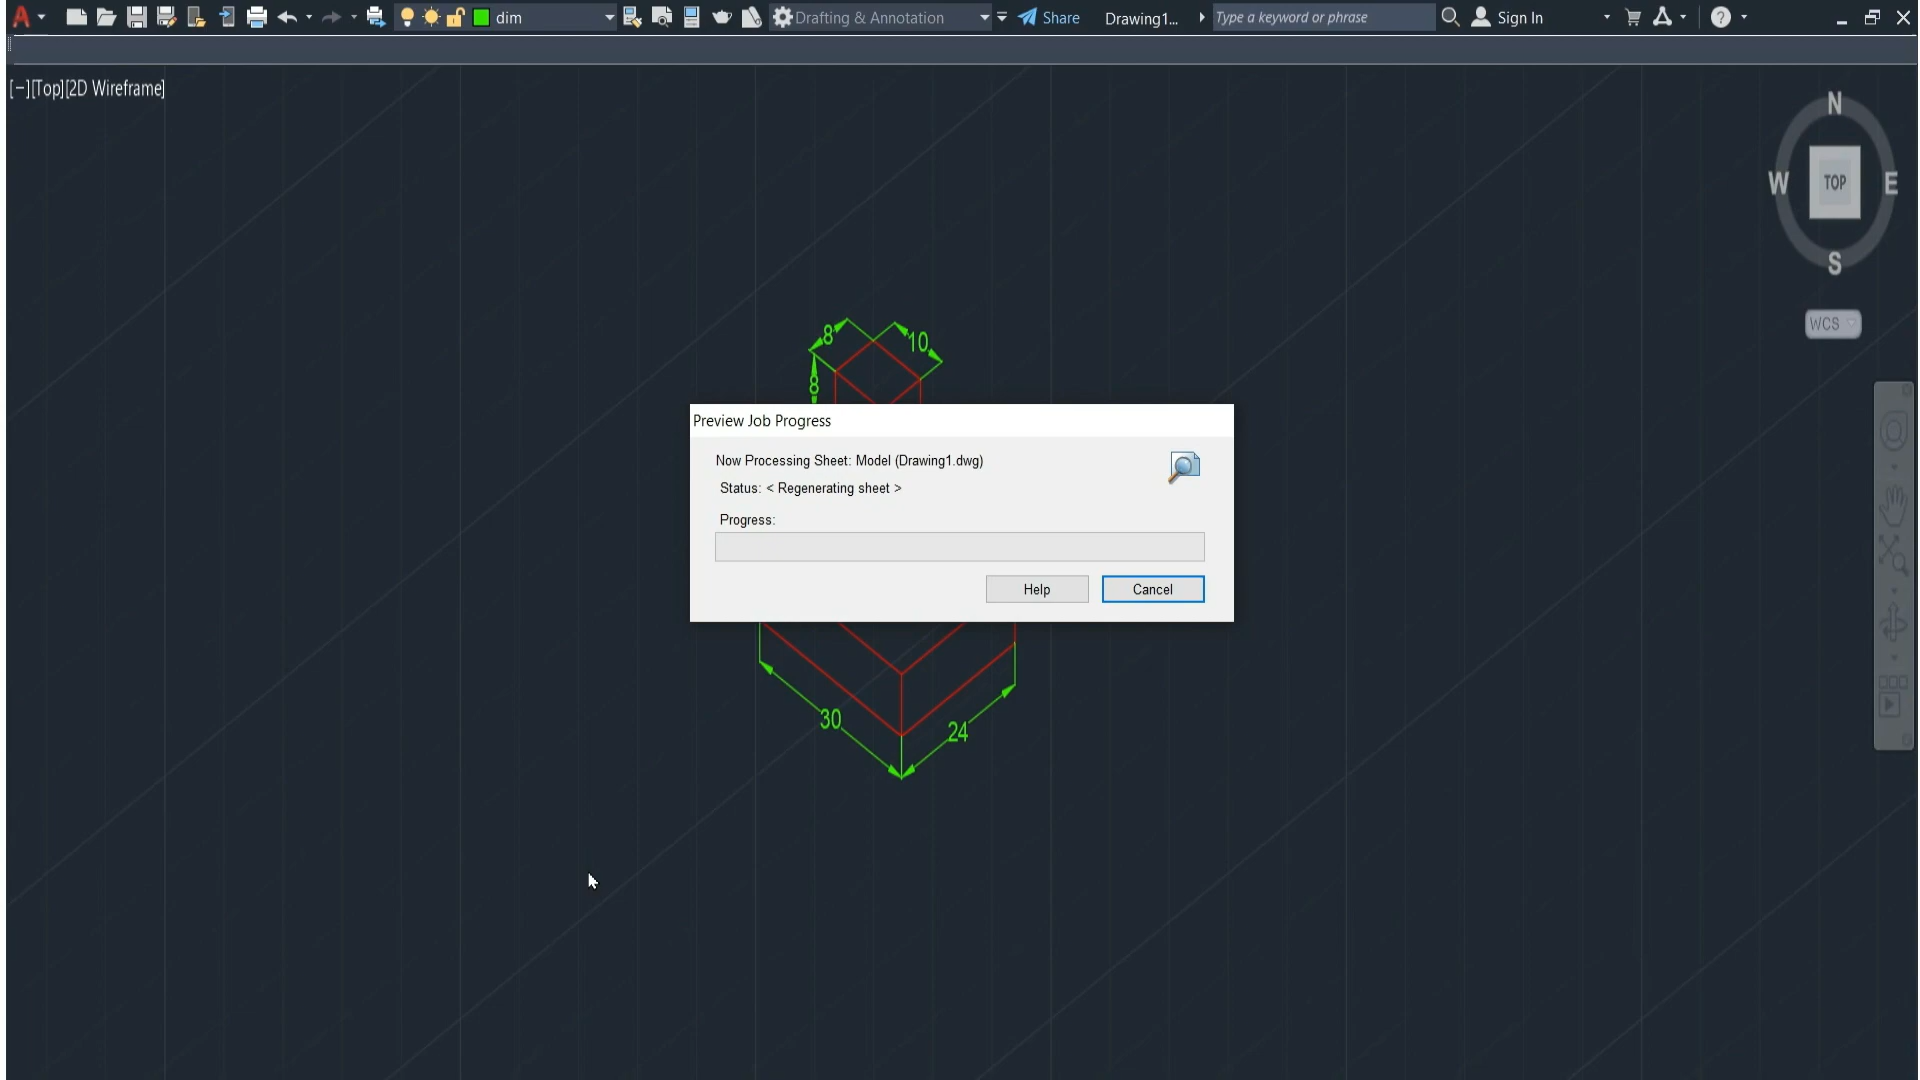 dim
Drafting & Annotation
Share
Drawing1...
Type a keyword or phrase
Sign In
[−][Top][2D Wireframe]
N
W
TOP
E
S
WCS
8
10
8
Preview Job Progress
Now Processing Sheet: Model (Drawing1.dwg)
Status: < Regenerating sheet >
Progress:
Help
Cancel
30
24